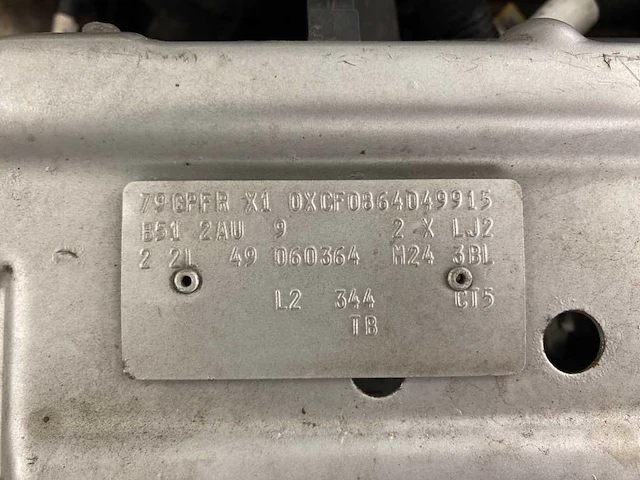 79GPFR X1 0XCF0864D49915
B51 2AU 9 2 X LJ2
2 2L 49 060364 M24 3BL
L2 344 CT5
TB